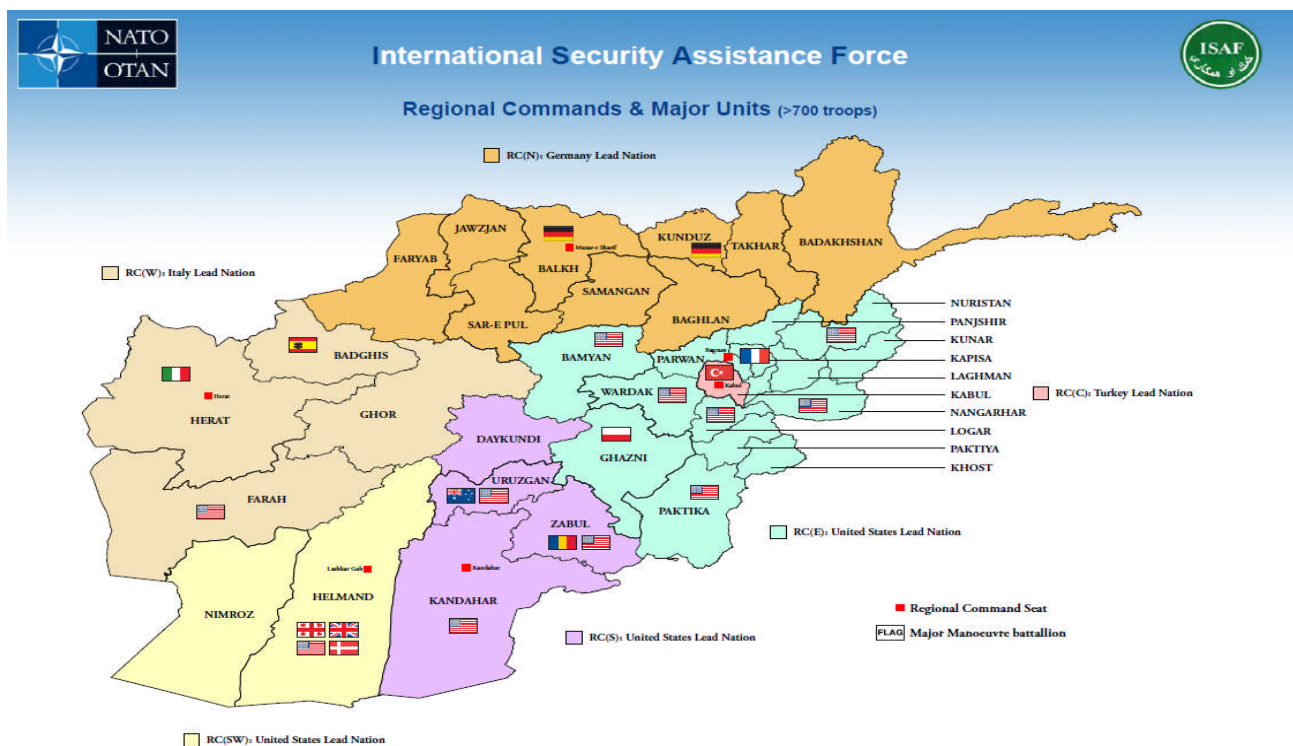 NATO
OTAN
International Security Assistance Force
ISAF
Regional Commands & Major Units (>700 troops)
RC(N): Germany Lead Nation
JAWZJAN
KUNDUZ
BADAKHSHAN
TAKHAR
Mazar-e Sharif
FARYAB
BALKH
RC(W): Italy Lead Nation
SAMANGAN
NURISTAN
SAR-E PUL
BAGHLAN
PANJSHIR
KUNAR
BADGHIS
Bagram
BAMYAN
PARWAN
KAPISA
LAGHMAN
Kabul
WARDAK
KABUL
RC(C): Turkey Lead Nation
Herat
HERAT
GHOR
NANGARHAR
LOGAR
DAYKUNDI
PAKTIYA
GHAZNI
KHOST
URUZGAN
FARAH
PAKTIKA
ZABUL
RC(E): United States Lead Nation
Lashkar Gah
Kandahar
HELMAND
KANDAHAR
NIMROZ
Regional Command Seat
FLAG Major Manoeuvre battallion
RC(S): United States Lead Nation
RC(SW): United States Lead Nation